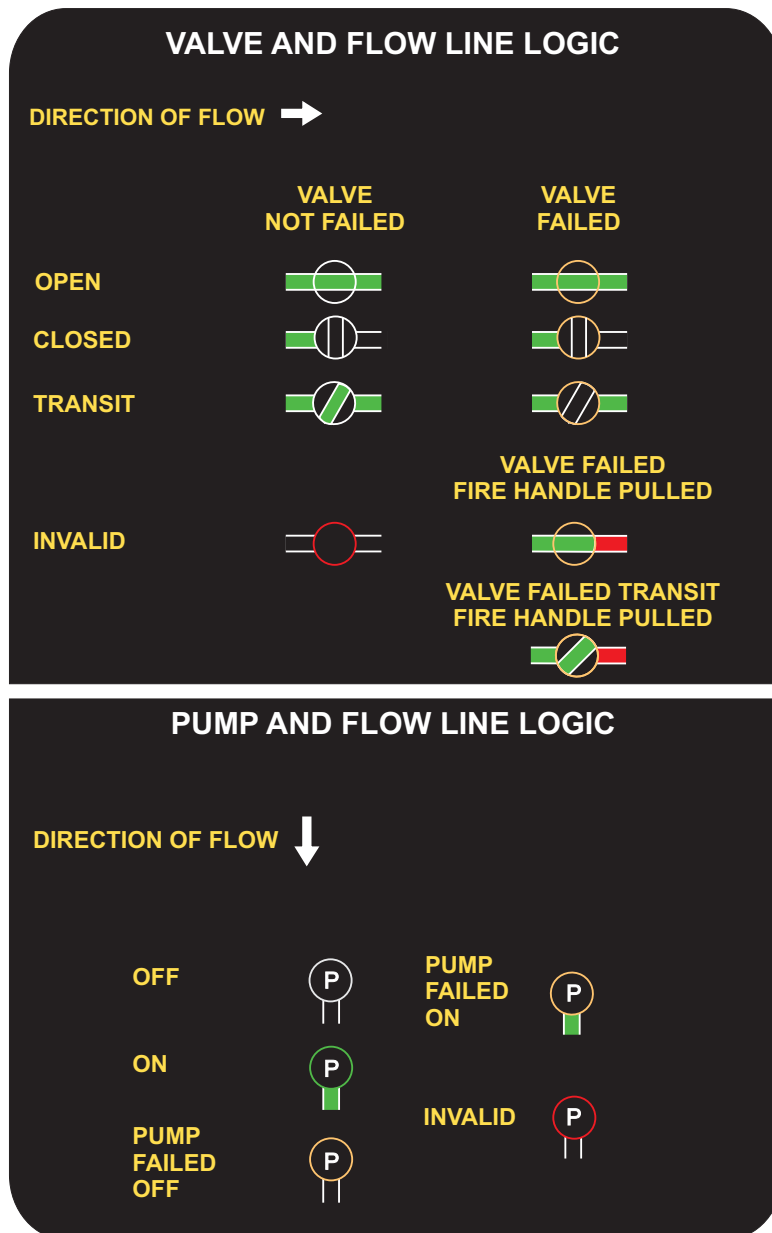 VALVE AND FLOW LINE LOGIC
DIRECTION OF FLOW
VALVE
NOT FAILED
VALVE
FAILED
OPEN
CLOSED
TRANSIT
VALVE FAILED
FIRE HANDLE PULLED
INVALID
VALVE FAILED TRANSIT
FIRE HANDLE PULLED
PUMP AND FLOW LINE LOGIC
DIRECTION OF FLOW
OFF
P
PUMP
FAILED
ON
P
ON
P
INVALID
P
PUMP
FAILED
OFF
P